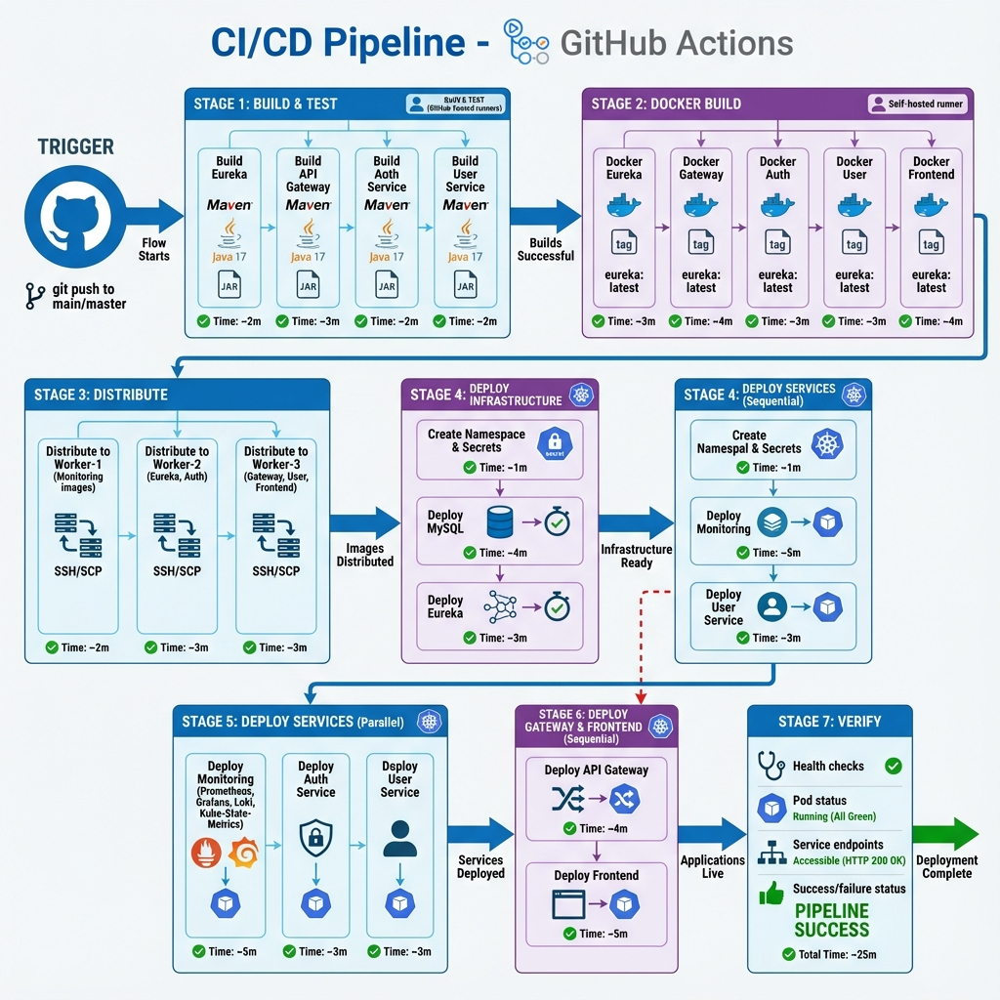 CI/CD Pipeline - GitHub Actions
TRIGGER
git push to
main/master
Flow
Starts
STAGE 1: BUILD & TEST
& TEST
(GitHub runners)
Build
Eureka
Maven
Java 17
JAR
Time: ~2m
Build
API
Gateway
Maven
Java 17
JAR
Time: ~3m
Build
Aoth
Service
Maven
Java 17
JAR
Time: ~2m
Build
User
Service
Maven
Java 17
JAR
Time: ~2m
Builds
Successful
STAGE 2: DOCKER BUILD
Self-hosted runner
Docker
Eureka
tag
eureka:
latest
Time: ~3m
Docker
Gateway
tag
eureka:
latest
Time: ~4m
Docker
Auth
tag
eureka:
latest
Time: ~3m
Docker
User
tag
eureka:
latest
Time: ~3m
Docker
Frontend
tag
eureka:
latest
Time: ~4m
STAGE 3: DISTRIBUTE
Distribute to
Worker-1
(Monitoring
images)
SSH/SCP
Time: ~2m
Distribute to
Worker-2
(Eureka, Auth)
SSH/SCP
Time: ~3m
Distribute to
Worker-3
(Gateway, User,
Frontend)
SSH/SCP
Time: ~3m
Images
Distributed
STAGE 4: DEPLOY
INFRASTRUCTURE
Create Namespace
& Secrets
secret
Time: ~1m
Deploy
MySQL
Time: ~4m
Deploy
Eureka
Time: ~3m
Infrastructure
Ready
STAGE 4: DEPLOY SERVICES
(Sequential)
Create
Namespal & Secrets
Time: ~1m
Deploy
Monitoring
Time: ~5m
Deploy
User
Service
Time: ~3m
STAGE 5: DEPLOY SERVICES (Parallel)
Deploy
Monitoring
(Prometheas,
Grafans, Loki,
Kube-State-
Metrics)
Time: ~5m
Deploy
Auth
Service
Time: ~3m
Deploy
User
Service
Time: ~3m
Services
Deployed
STAGE 6: DEPLOY
GATEWAY & FRONTEND
(Sequential)
Deploy API Gateway
Time: ~4m
Deploy Frontend
Time: ~5m
Applications
Live
STAGE 7: VERIFY
Health checks
Pod status
Running (All Green)
Service endpoints
Accessible (HTTP 200 OK)
Success/failure status
PIPELINE
SUCCESS
Total Time: ~25m
Deployment
Complete